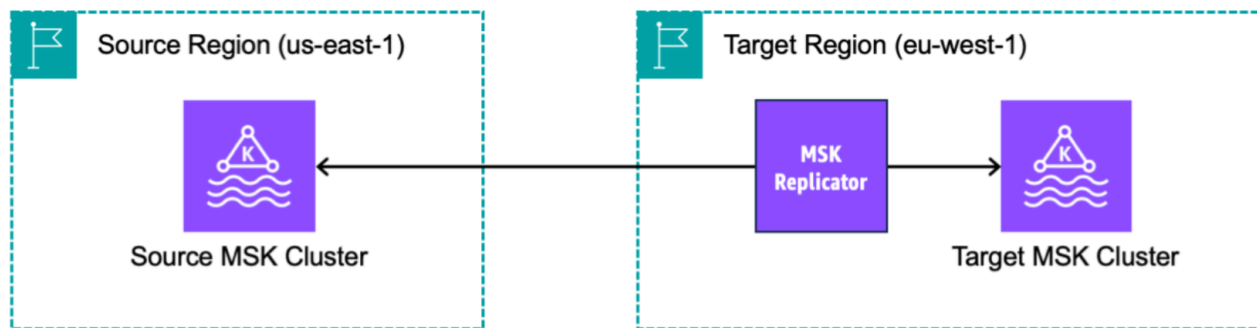 Source Region (us-east-1)
K
Source MSK Cluster
Target Region (eu-west-1)
MSK
Replicator
K
Target MSK Cluster